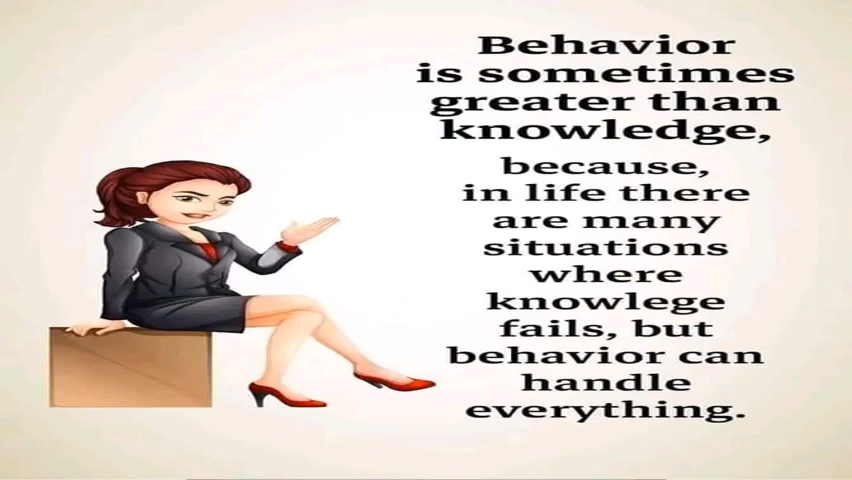 Behavior
is sometimes
greater than
knowledge,
because,
in life there
are many
situations
where
knowlege
fails, but
behavior can
handle
everything.